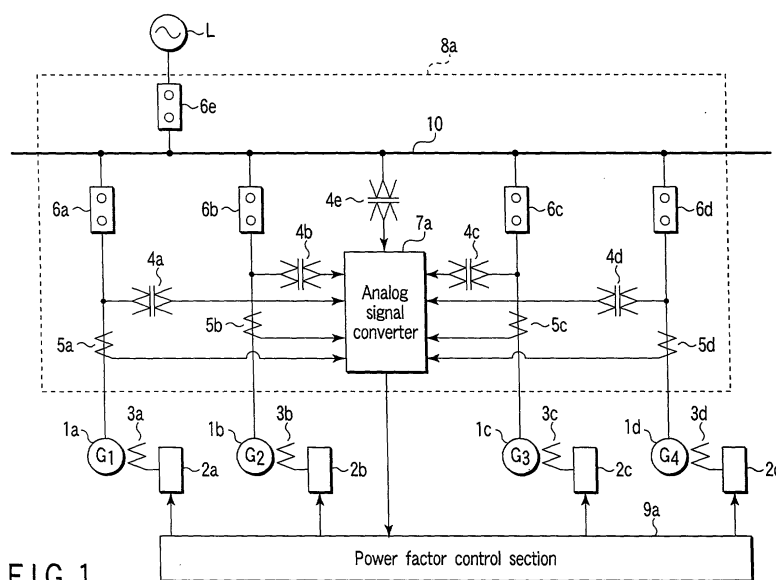 L
8a
6e
10
6a
6b
4e
6c
6d
7a
4a
4b
4c
4d
Analog
signal
converter
5a
5b
5c
5d
1a
3a
1b
3b
1c
3c
1d
3d
G1
G2
G3
G4
2a
2b
2c
9a
Power factor control section
FIG.1